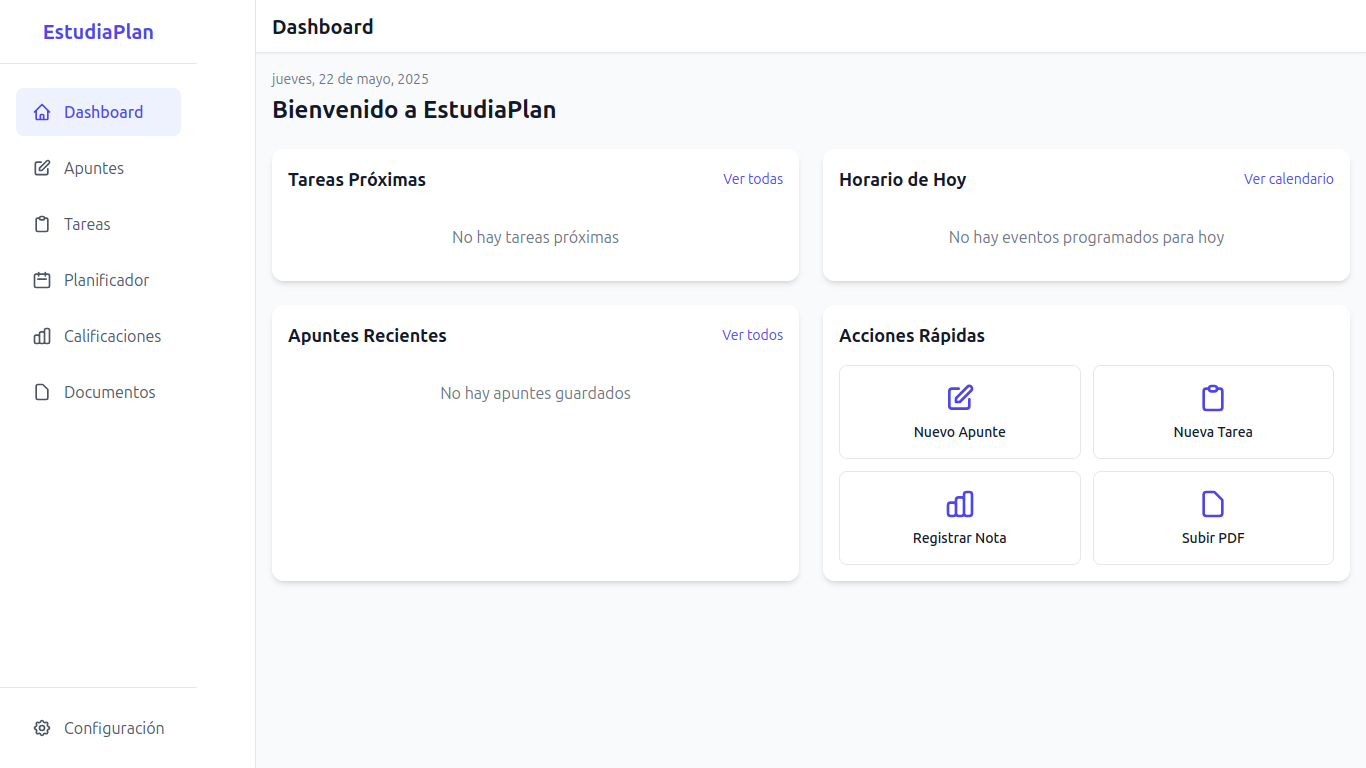 EstudiaPlan
Dashboard
Apuntes
Tareas
Planificador
Calificaciones
Documentos
Configuración
Dashboard
jueves, 22 de mayo, 2025
Bienvenido a EstudiaPlan
Tareas Próximas
Ver todas
No hay tareas próximas
Horario de Hoy
Ver calendario
No hay eventos programados para hoy
Apuntes Recientes
Ver todos
No hay apuntes guardados
Acciones Rápidas
Nuevo Apunte
Nueva Tarea
Registrar Nota
Subir PDF